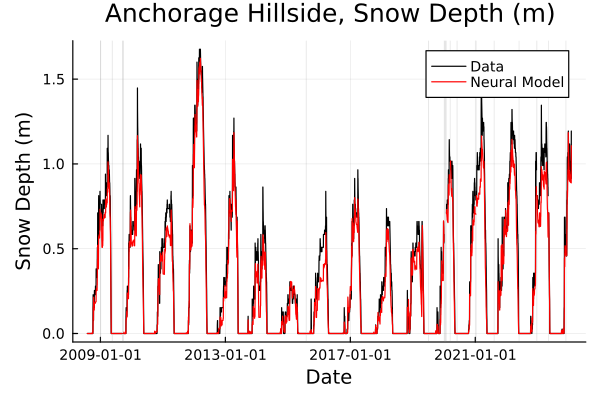 Anchorage Hillside, Snow Depth (m)
Data
Neural Model
Snow Depth (m)
1.5
1.0
0.5
0.0
2009-01-01
2013-01-01
2017-01-01
2021-01-01
Date